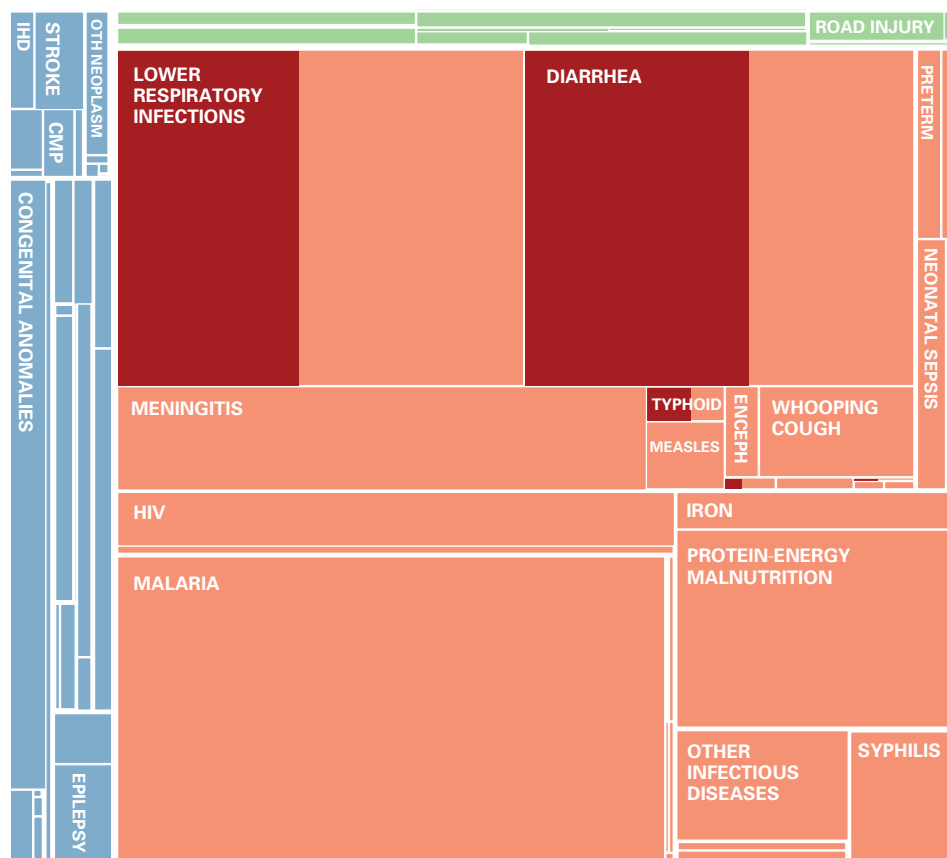 IHD
STROKE
OTH NEOPLASM
CMP
CONGENITAL ANOMALIES
EPILEPSY
ROAD INJURY
LOWER
RESPIRATORY
INFECTIONS
DIARRHEA
PRETERM
NEONATAL SEPSIS
MENINGITIS
TYPHOID
MEASLES
ENCEPH
WHOOPING
COUGH
HIV
IRON
PROTEIN-ENERGY
MALNUTRITION
MALARIA
OTHER
INFECTIOUS
DISEASES
SYPHILIS